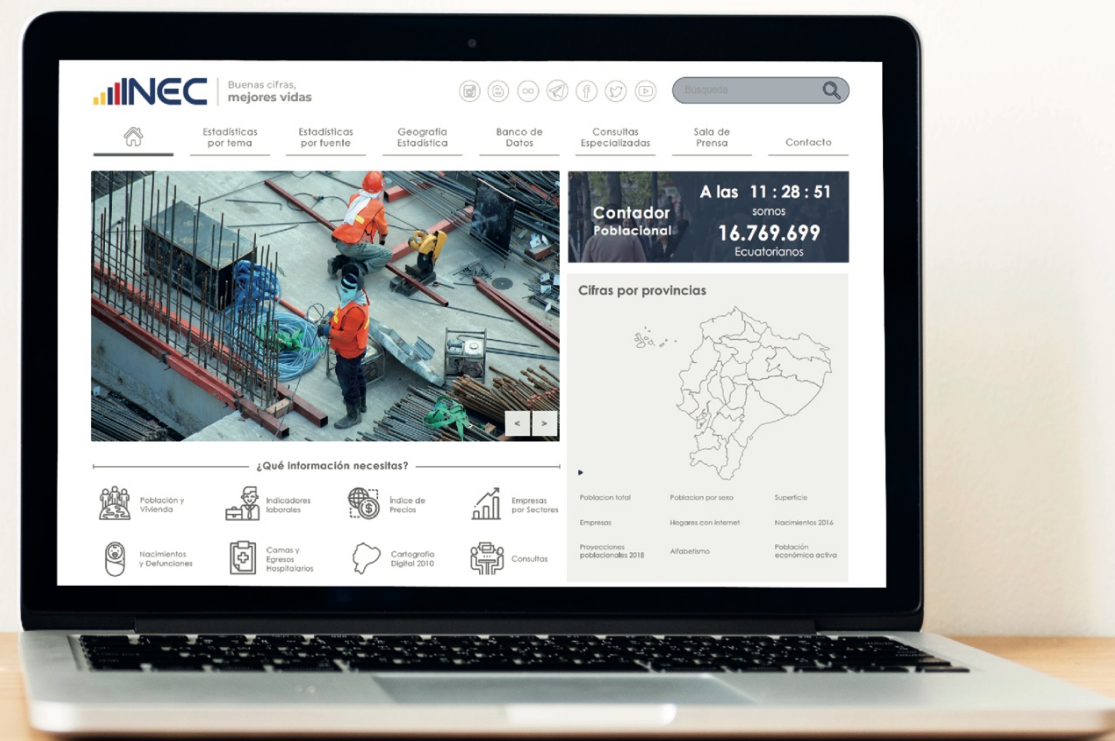 INEC
Buenas cifras,
mejores vidas
Búsqueda
Estadísticas
por tema
Estadísticas
por fuente
Geografía
Estadística
Banco de
Datos
Consultas
Especializadas
Sala de
Prensa
Contacto
Contador
Poblacional
A las 11 : 28 : 51
somos
16.769.699
Ecuatorianos
< >
Cifras por provincias
¿Qué información necesitas?
Población y
Vivienda
Indicadores
laborales
Índice de
Precios
Empresas
por Sectores
Nacimientos
y Defunciones
Camas y
Egresos
Hospitalarios
Cartografía
Digital 2010
Consultas
Poblacion total
Poblacion por sexo
Superficie
Empresas
Hogares con internet
Nacimientos 2016
Proyecciones
poblacionales 2018
Alfabetismo
Población
económica activa